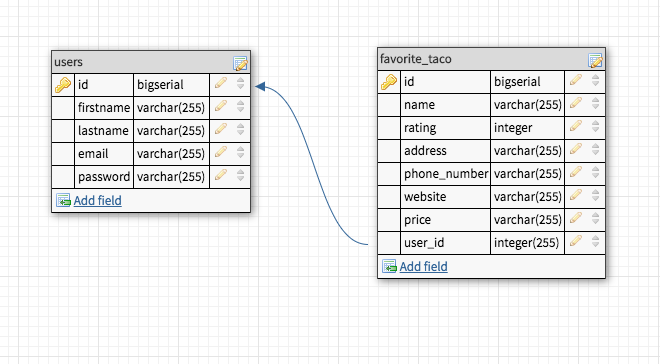 users
id bigserial
firstname varchar(255)
lastname varchar(255)
email varchar(255)
password varchar(255)
Add field
favorite_taco
id bigserial
name varchar(255)
rating integer
address varchar(255)
phone_number varchar(255)
website varchar(255)
price varchar(255)
user_id integer(255)
Add field